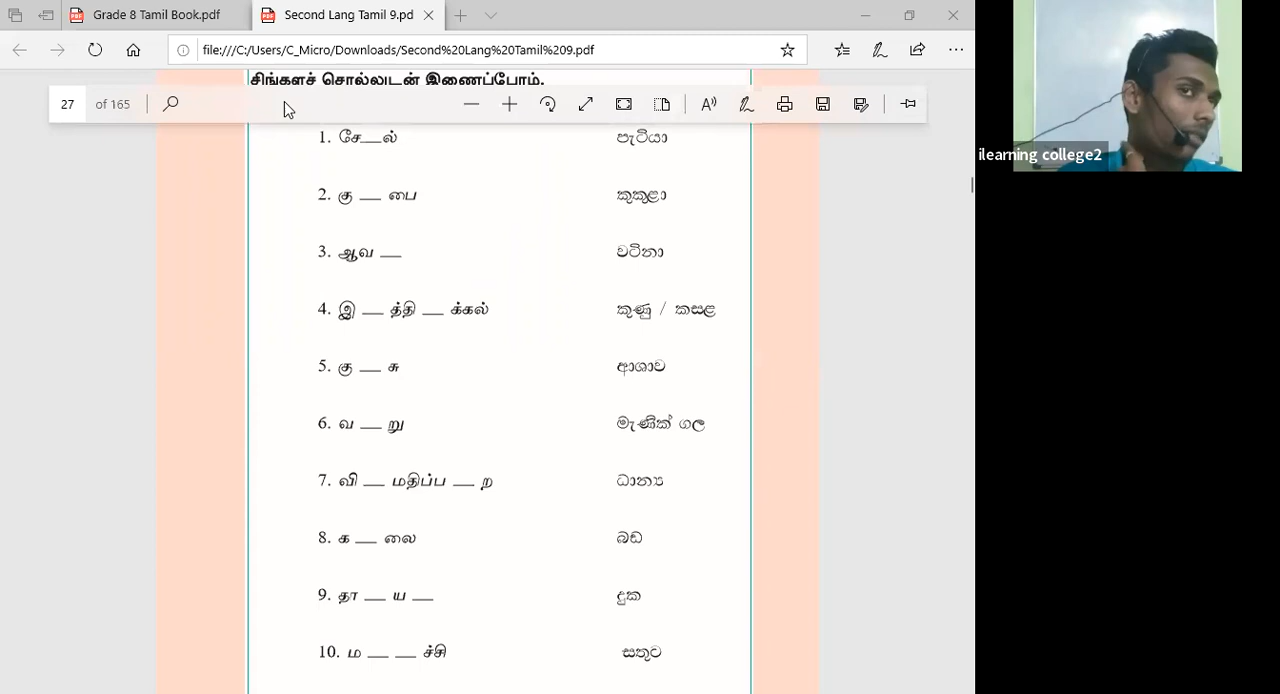 Grade 8 Tamil Book.pdf Second Lang Tamil 9.pd
file:///C:/Users/C_Micro/Downloads/Second%20Lang%20Tamil%209.pdf
சிங்களச் சொல்லுடன் இணைப்போம்.
27 of 165
ilearning college2
1. சே__ல் පැටියා
2. கு __ பை කුකුළා
3. ஆவ __ වටිනා
4. இ __ த்தி __ க்கல் කුණු / කසළ
5. கு __ சு ආශාව
6. வ __ று මැණික් ගල
7. வி __ மதிப்ப __ ற ධාන්‍ය
8. க __ லை බඩ
9. தா __ ய __ දුක
10. ம __ __ ச்சி සතුට